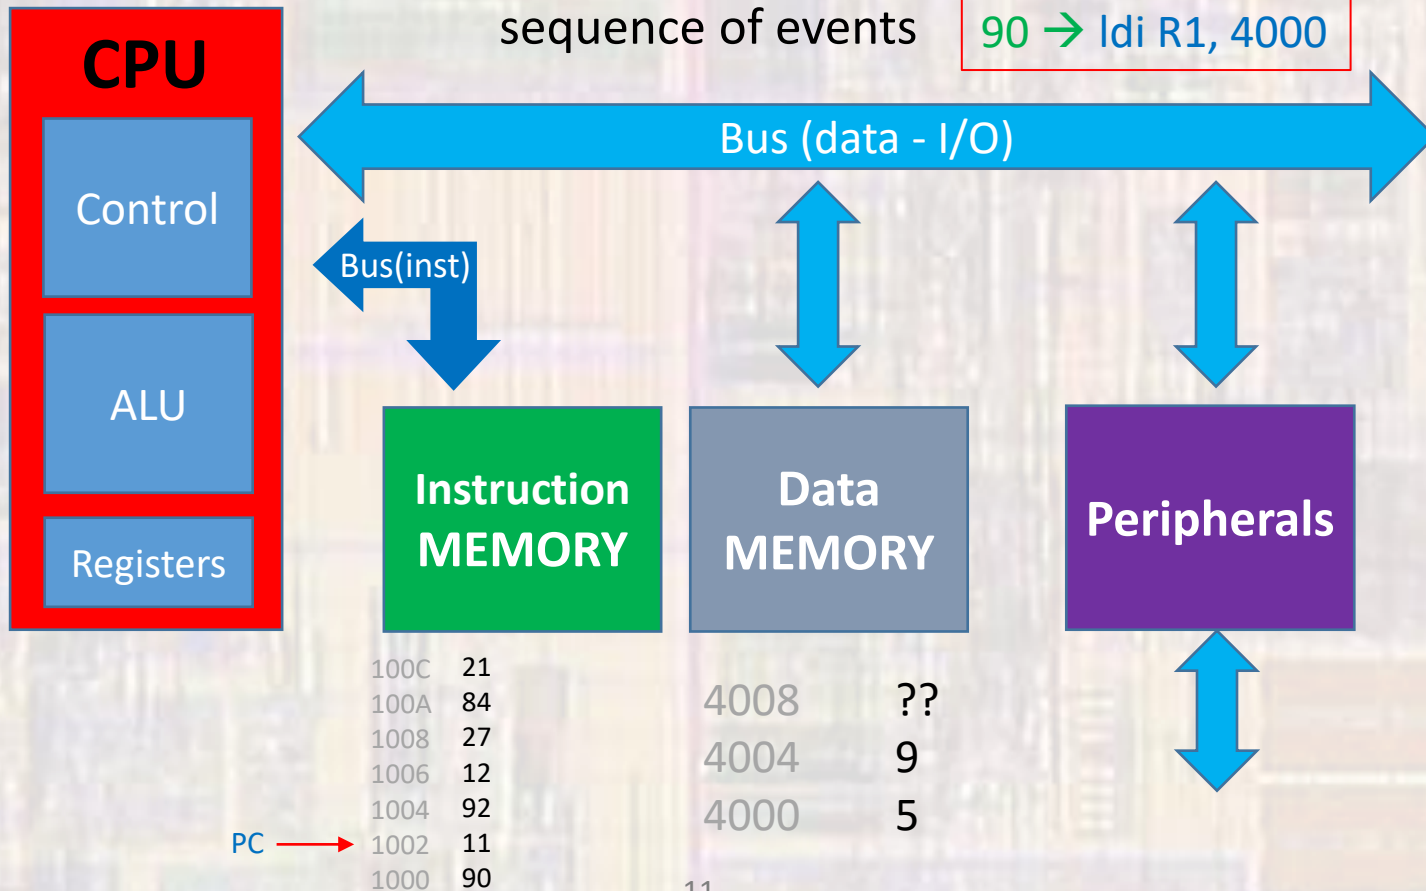 sequence of events
90 → ldi R1, 4000
CPU
Control
ALU
Registers
Bus (data - I/O)
Bus(inst)
Instruction
MEMORY
Data
MEMORY
Peripherals
100C 21
100A 84
1008 27
1006 12
1004 92
PC 1002 11
1000 90
4008 ??
4004 9
4000 5
11